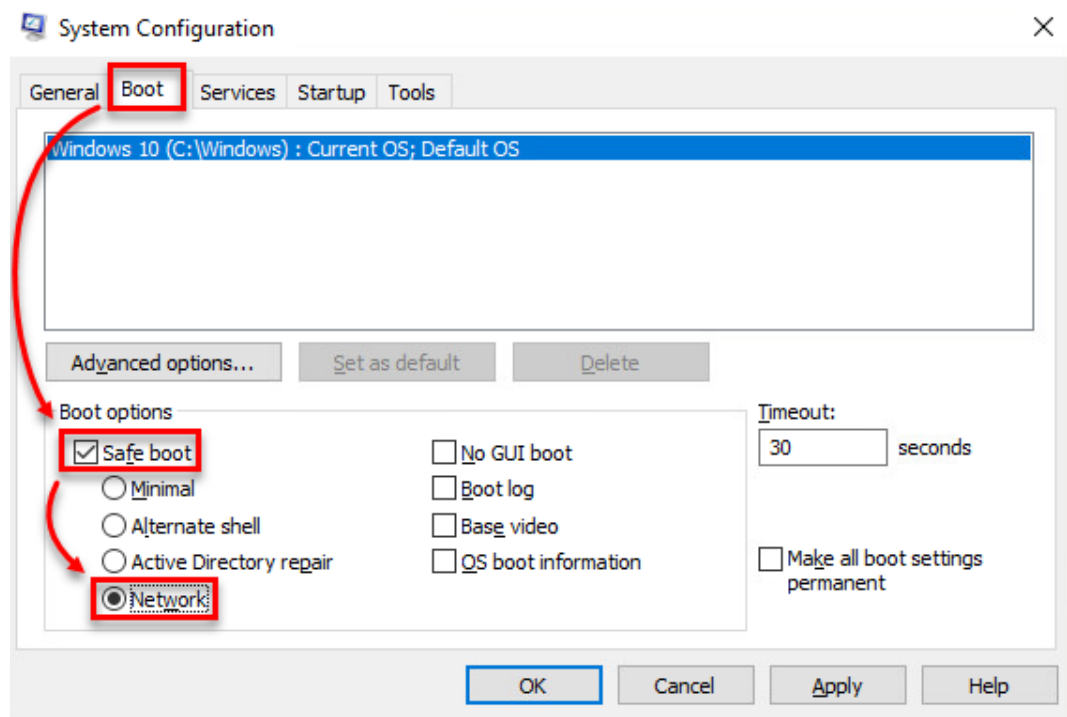 System Configuration
General Boot Services Startup Tools
Windows 10 (C:\Windows) : Current OS; Default OS
Advanced options... Set as default Delete
Boot options
Timeout:
Safe boot No GUI boot 30 seconds
Minimal Boot log
Alternate shell Base video
Active Directory repair OS boot information Make all boot settings
permanent
Network
OK Cancel Apply Help